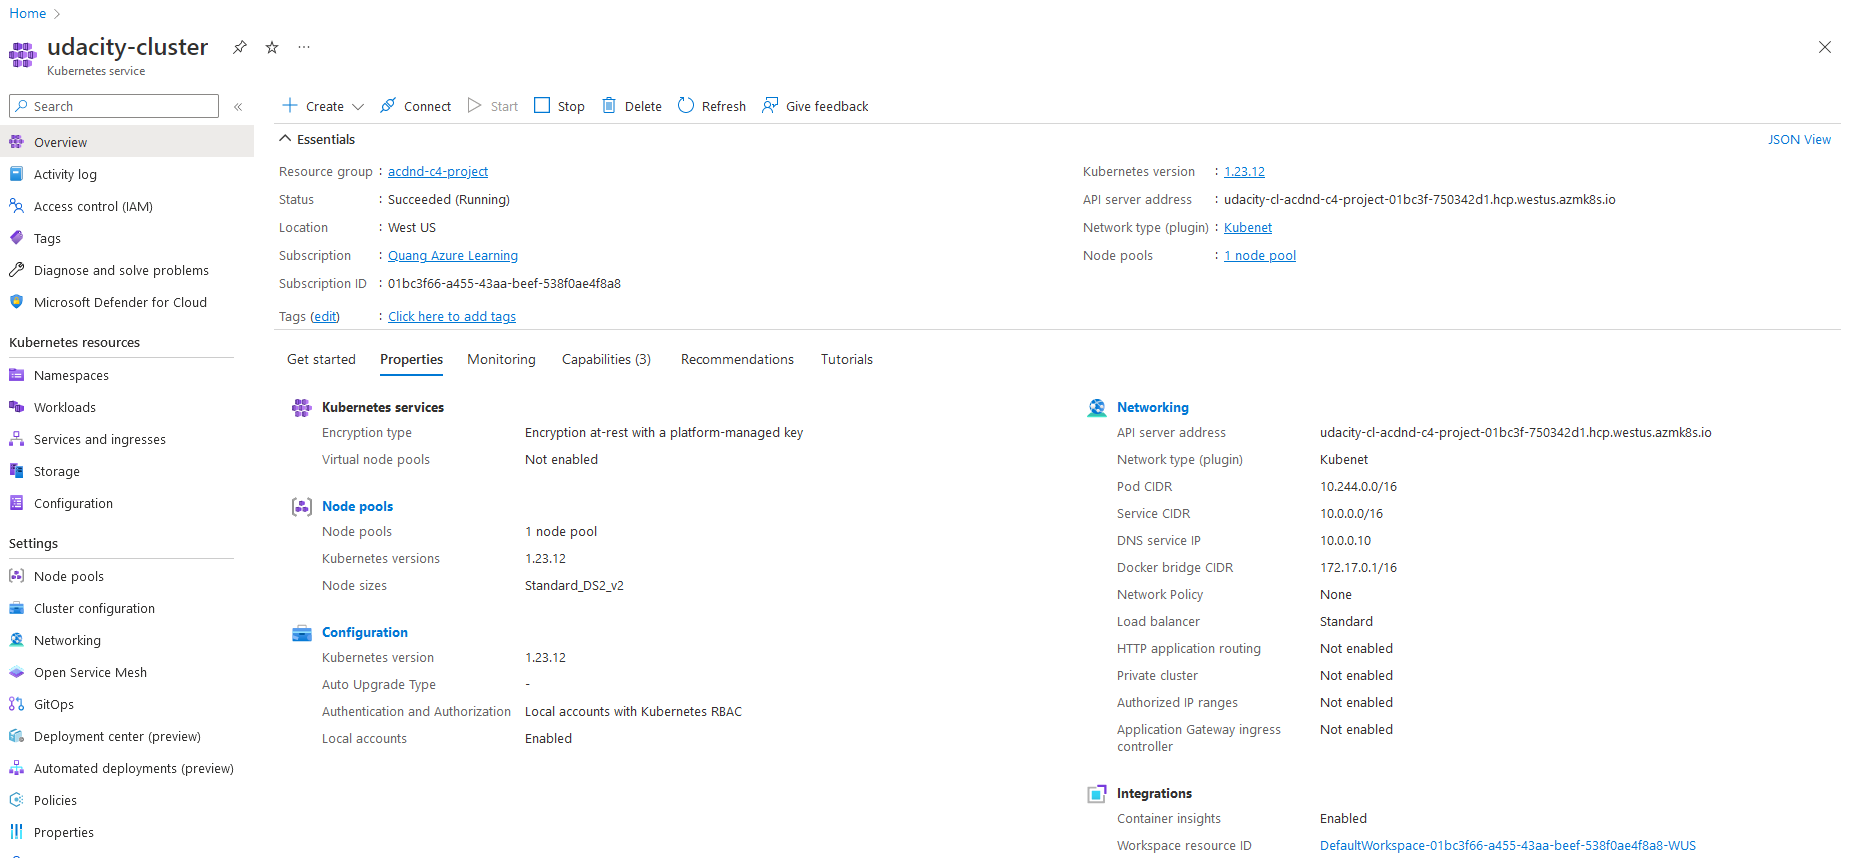 Home
udacity-cluster
Kubernetes service
Search
Create
Connect
Start
Stop
Delete
Refresh
Give feedback
Overview
Activity log
Access control (IAM)
Tags
Diagnose and solve problems
Microsoft Defender for Cloud
Kubernetes resources
Namespaces
Workloads
Services and ingresses
Storage
Configuration
Settings
Node pools
Cluster configuration
Networking
Open Service Mesh
GitOps
Deployment center (preview)
Automated deployments (preview)
Policies
Properties
Essentials
JSON View
Resource group : acdnd-c4-project
Status : Succeeded (Running)
Location : West US
Subscription : Quang Azure Learning
Subscription ID : 01bc3f66-a455-43aa-beef-538f0ae4f8a8
Tags (edit) : Click here to add tags
Kubernetes version : 1.23.12
API server address : udacity-cl-acdnd-c4-project-01bc3f-750342d1.hcp.westus.azmk8s.io
Network type (plugin) : Kubenet
Node pools : 1 node pool
Get started
Properties
Monitoring
Capabilities (3)
Recommendations
Tutorials
Kubernetes services
Encryption type Encryption at-rest with a platform-managed key
Virtual node pools Not enabled
Node pools
Node pools 1 node pool
Kubernetes versions 1.23.12
Node sizes Standard_DS2_v2
Configuration
Kubernetes version 1.23.12
Auto Upgrade Type -
Authentication and Authorization Local accounts with Kubernetes RBAC
Local accounts Enabled
Networking
API server address udacity-cl-acdnd-c4-project-01bc3f-750342d1.hcp.westus.azmk8s.io
Network type (plugin) Kubenet
Pod CIDR 10.244.0.0/16
Service CIDR 10.0.0.0/16
DNS service IP 10.0.0.10
Docker bridge CIDR 172.17.0.1/16
Network Policy None
Load balancer Standard
HTTP application routing Not enabled
Private cluster Not enabled
Authorized IP ranges Not enabled
Application Gateway ingress Not enabled
controller
Integrations
Container insights Enabled
Workspace resource ID DefaultWorkspace-01bc3f66-a455-43aa-beef-538f0ae4f8a8-WUS